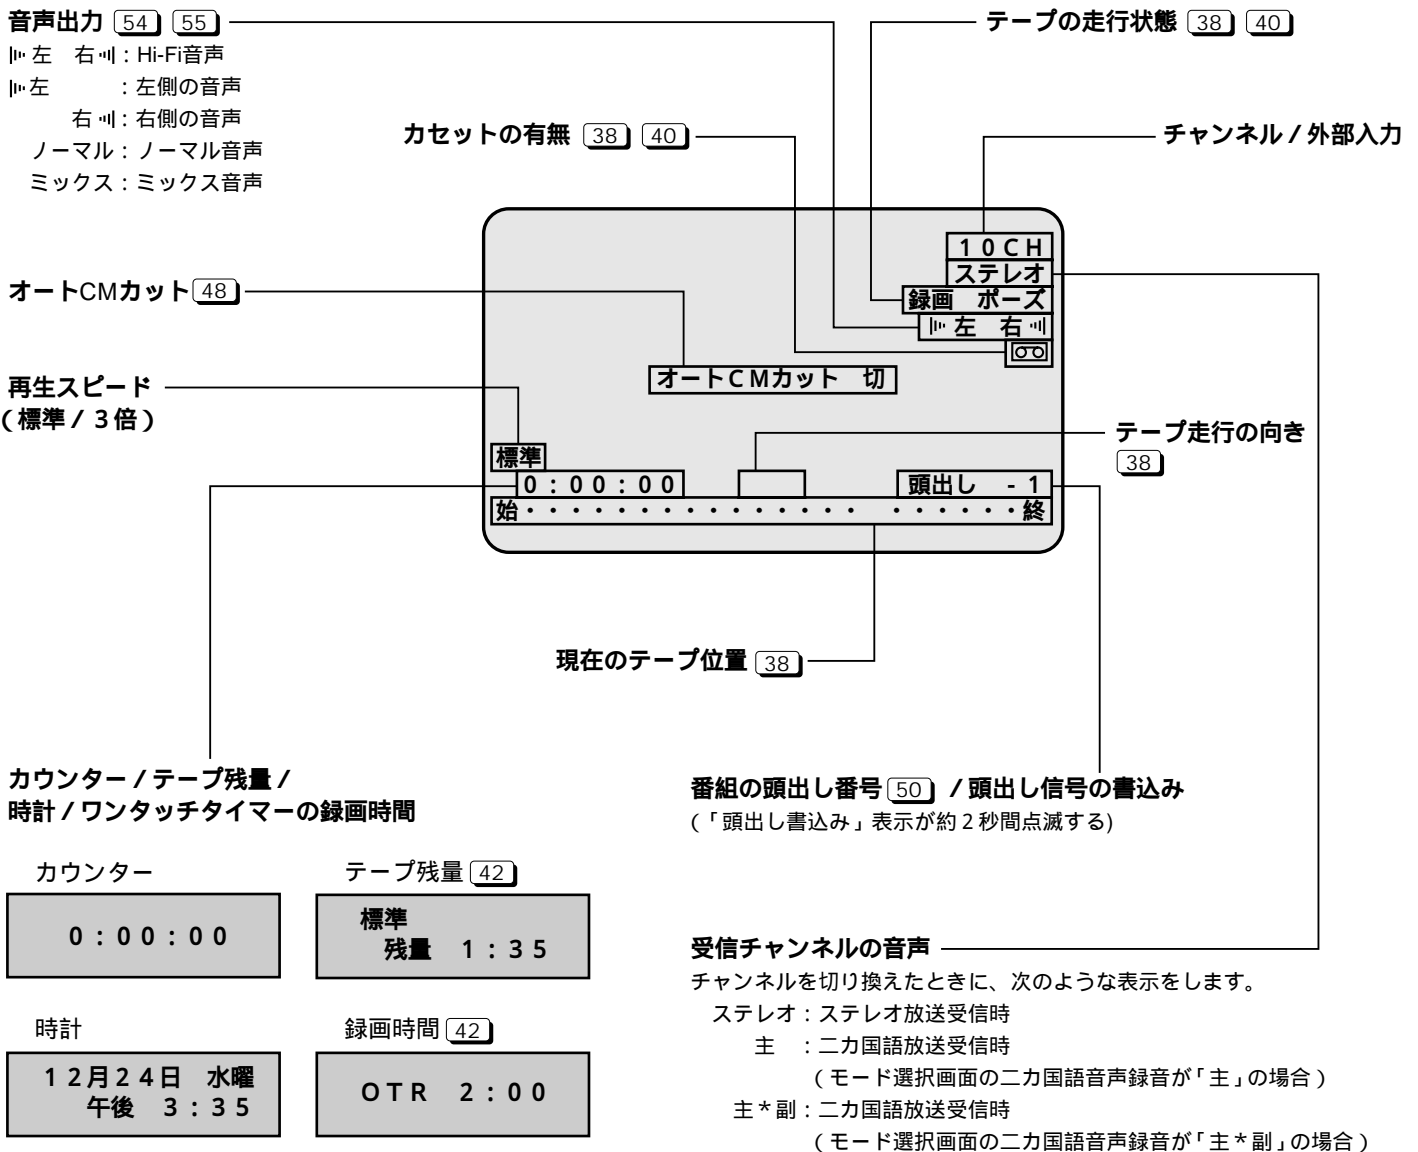 音声出力 54 55
左 右 : Hi-Fi音声
左 : 左側の音声
右 : 右側の音声
ノーマル : ノーマル音声
ミックス : ミックス音声
テープの走行状態 38 40
カセットの有無 38 40
チャンネル / 外部入力
オートCMカット 48
再生スピード
( 標準 / 3倍 )
10CH
ステレオ
録画 ポーズ
左 右
オートCMカット 切
標準
0:00:00
頭出し -1
始・・・・・・・・・・・・・・ ・・・・・・終
テープ走行の向き
38
現在のテープ位置 38
カウンター / テープ残量 /
時計 / ワンタッチタイマーの録画時間
カウンター
0:00:00
テープ残量 42
標準
残量 1:35
時計
12月24日 水曜
午後 3:35
録画時間 42
OTR 2:00
番組の頭出し番号 50 / 頭出し信号の書込み
(「頭出し書込み」表示が約2秒間点滅する)
受信チャンネルの音声
チャンネルを切り換えたときに、次のような表示をします。
ステレオ : ステレオ放送受信時
主 : 二カ国語放送受信時
( モード選択画面の二カ国語音声録音が「主」の場合 )
主*副 : 二カ国語放送受信時
( モード選択画面の二カ国語音声録音が「主*副」の場合 )